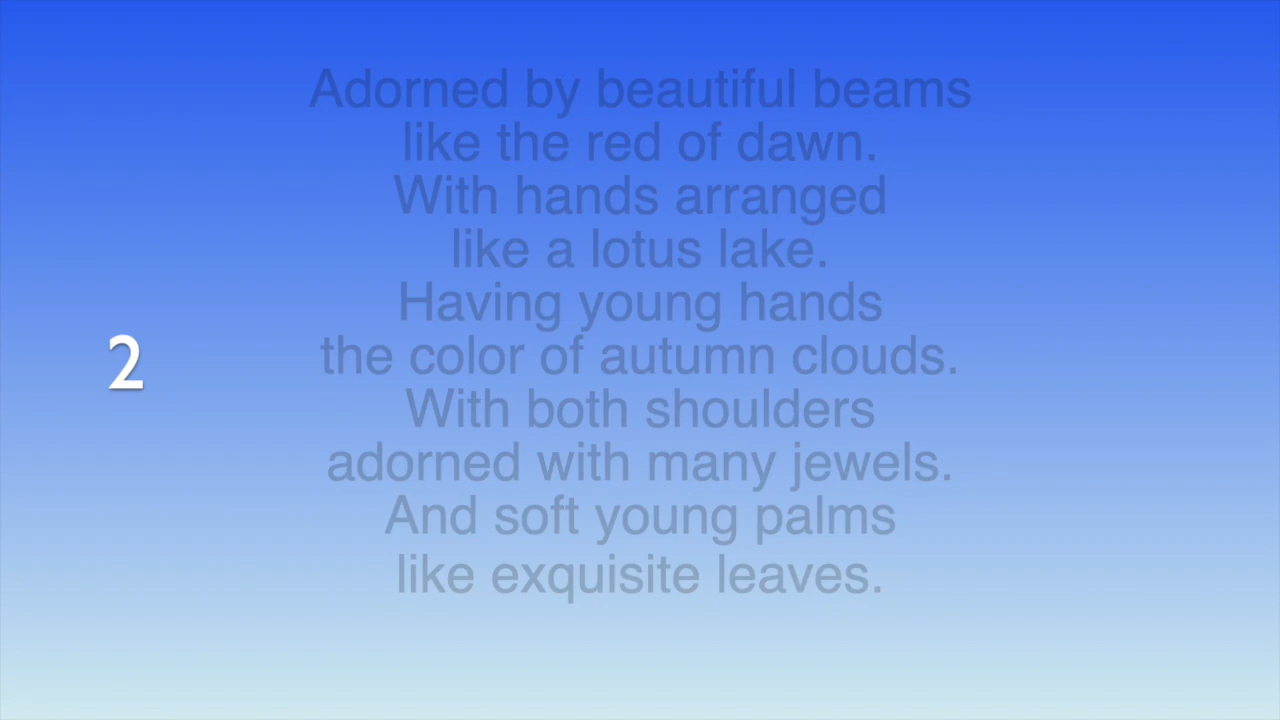 Adorned by beautiful beams
like the red of dawn.
With hands arranged
like a lotus lake.
Having young hands
2
the color of autumn clouds.
With both shoulders
adorned with many jewels.
And soft young palms
like exquisite leaves.